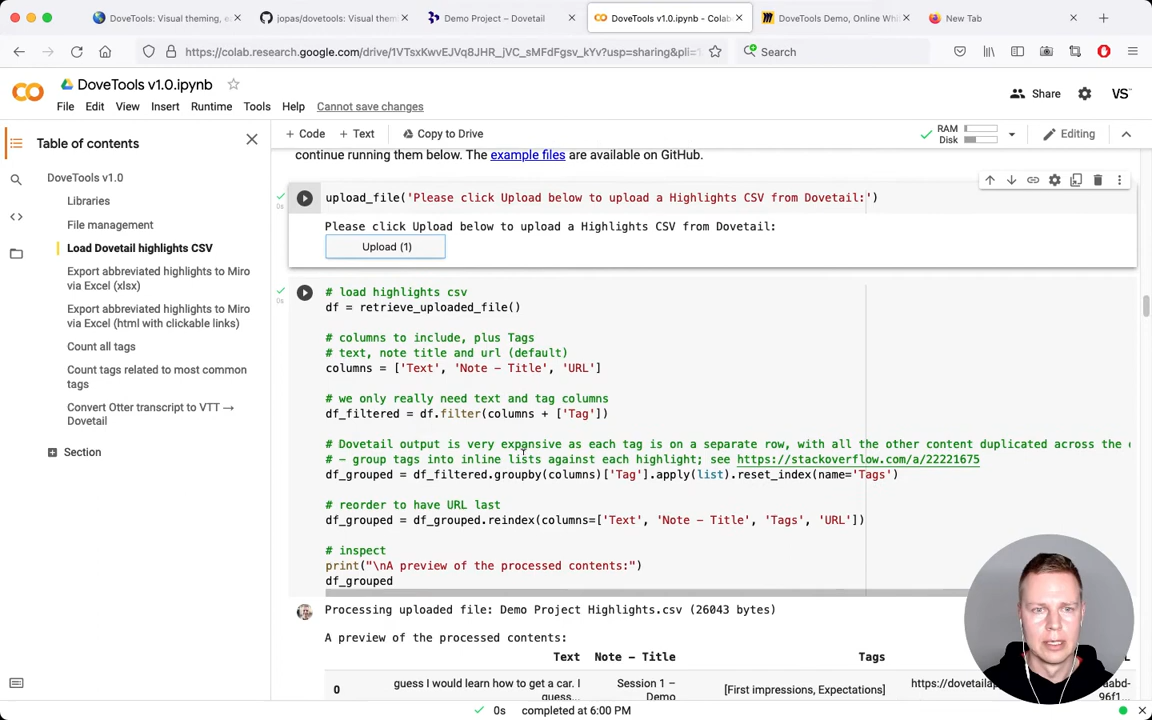 DoveTools: Visual theming, e
jopas/dovetools: Visual them
Demo Project – Dovetail
DoveTools v1.0.ipynb - Colab
DoveTools Demo, Online Whi
New Tab
https://colab.research.google.com/drive/1VTsxKwvEJVq8JHR_jVC_sMFdFgsv_kYv?usp=sharing&pli=1
Search
DoveTools v1.0.ipynb
File Edit View Insert Runtime Tools Help Cannot save changes
Share
VS
Table of contents
DoveTools v1.0
Libraries
File management
Load Dovetail highlights CSV
Export abbreviated highlights to Miro
via Excel (xlsx)
Export abbreviated highlights to Miro
via Excel (html with clickable links)
Count all tags
Count tags related to most common
tags
Convert Otter transcript to VTT →
Dovetail
Section
+ Code + Text Copy to Drive
RAM
Disk
Editing
continue running them below. The example files are available on GitHub.
0s
upload_file('Please click Upload below to upload a Highlights CSV from Dovetail:')
Please click Upload below to upload a Highlights CSV from Dovetail:
Upload (1)
0s
# load highlights csv
df = retrieve_uploaded_file()
# columns to include, plus Tags
# text, note title and url (default)
columns = ['Text', 'Note – Title', 'URL']
# we only really need text and tag columns
df_filtered = df.filter(columns + ['Tag'])
# Dovetail output is very expansive as each tag is on a separate row, with all the other content duplicated across the
# – group tags into inline lists against each highlight; see https://stackoverflow.com/a/22221675
df_grouped = df_filtered.groupby(columns)['Tag'].apply(list).reset_index(name='Tags')
# reorder to have URL last
df_grouped = df_grouped.reindex(columns=['Text', 'Note – Title', 'Tags', 'URL'])
# inspect
print("\nA preview of the processed contents:")
df_grouped
Processing uploaded file: Demo Project Highlights.csv (26043 bytes)
A preview of the processed contents:
Text Note – Title Tags
0 guess I would learn how to get a car. I
guess...
Session 1 –
Demo
[First impressions, Expectations]
0s completed at 6:00 PM